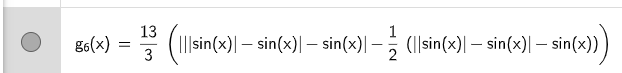 g₆(x) = 13/3 (|||sin(x)| − sin(x)| − sin(x)| − 1/2 (||sin(x)| − sin(x)| − sin(x)))